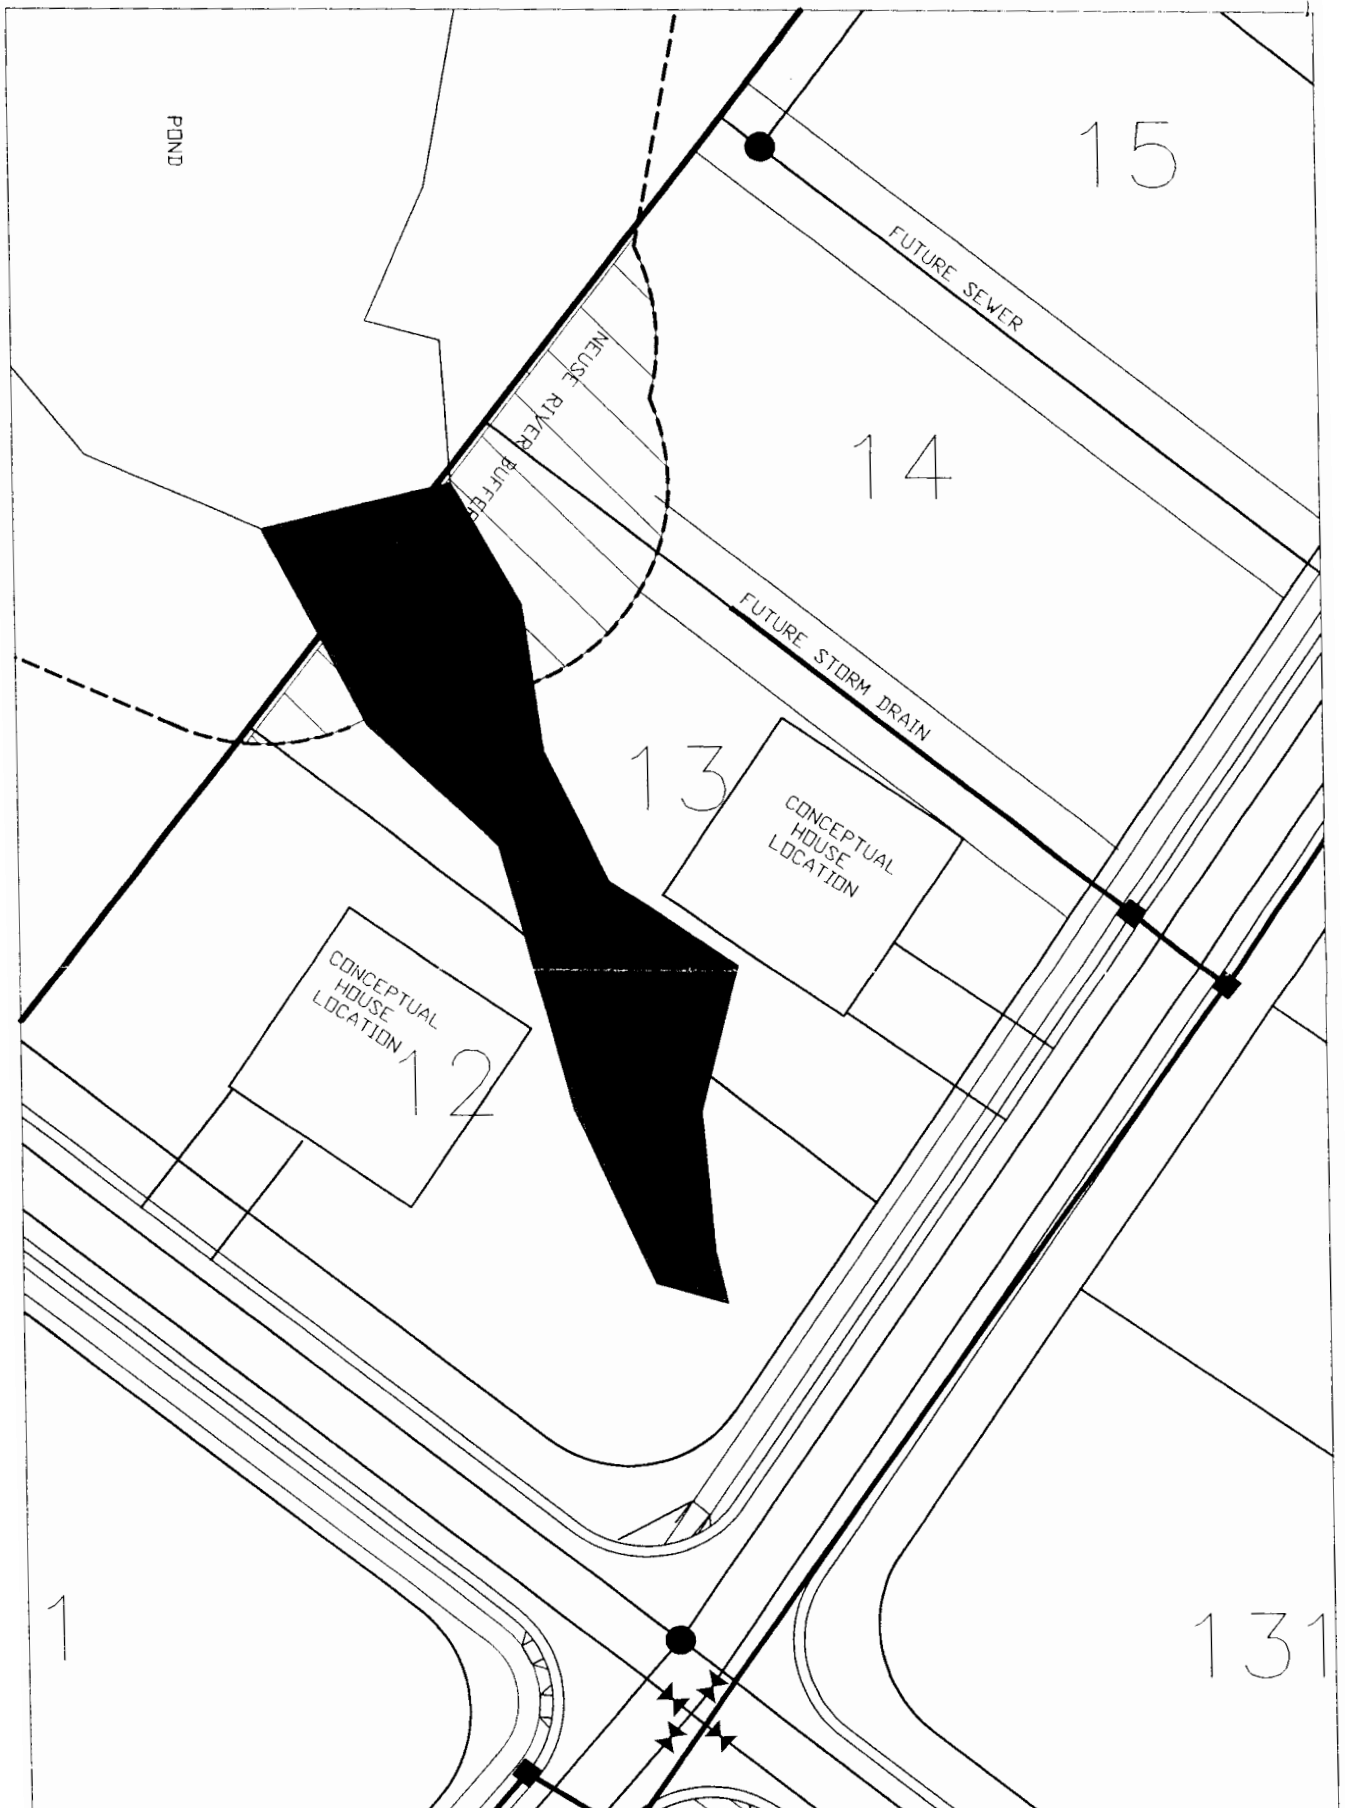 POND
15
FUTURE SEWER
NEUSE RIVER BUFFER
14
FUTURE STORM DRAIN
13
CONCEPTUAL
HOUSE
LOCATION
CONCEPTUAL
HOUSE
LOCATION
12
1
131